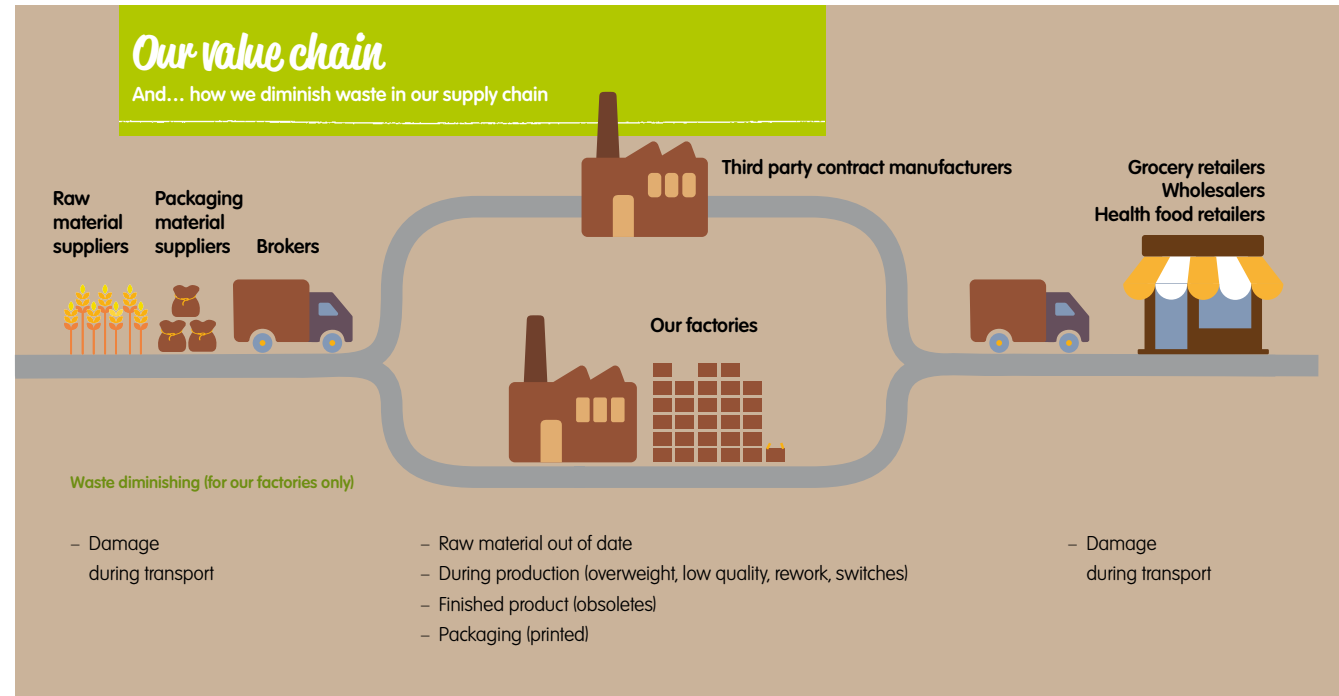 Our value chain
And... how we diminish waste in our supply chain
Raw
material
suppliers
Packaging
material
suppliers
Brokers
Third party contract manufacturers
Our factories
Grocery retailers
Wholesalers
Health food retailers
Waste diminishing (for our factories only)
– Damage
during transport
– Raw material out of date
– During production (overweight, low quality, rework, switches)
– Finished product (obsoletes)
– Packaging (printed)
– Damage
during transport